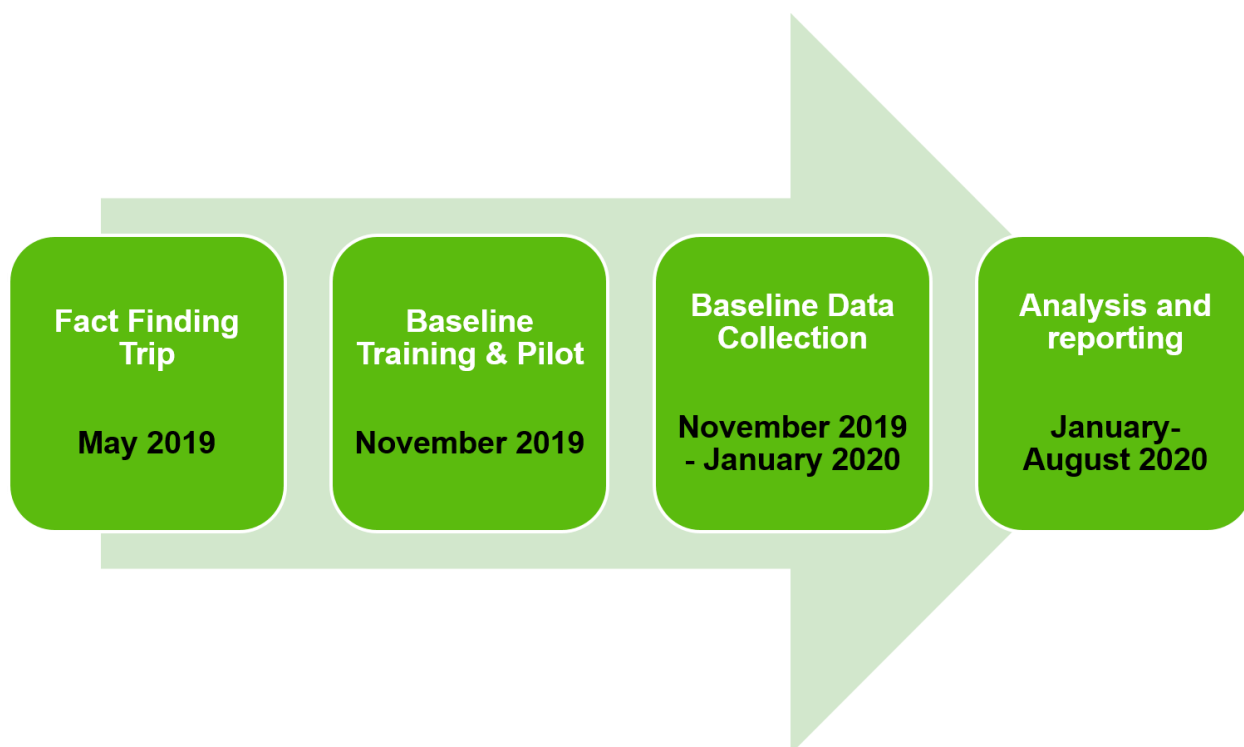 Fact Finding
Trip
May 2019
Baseline
Training & Pilot
November 2019
Baseline Data
Collection
November 2019
- January 2020
Analysis and
reporting
January-
August 2020